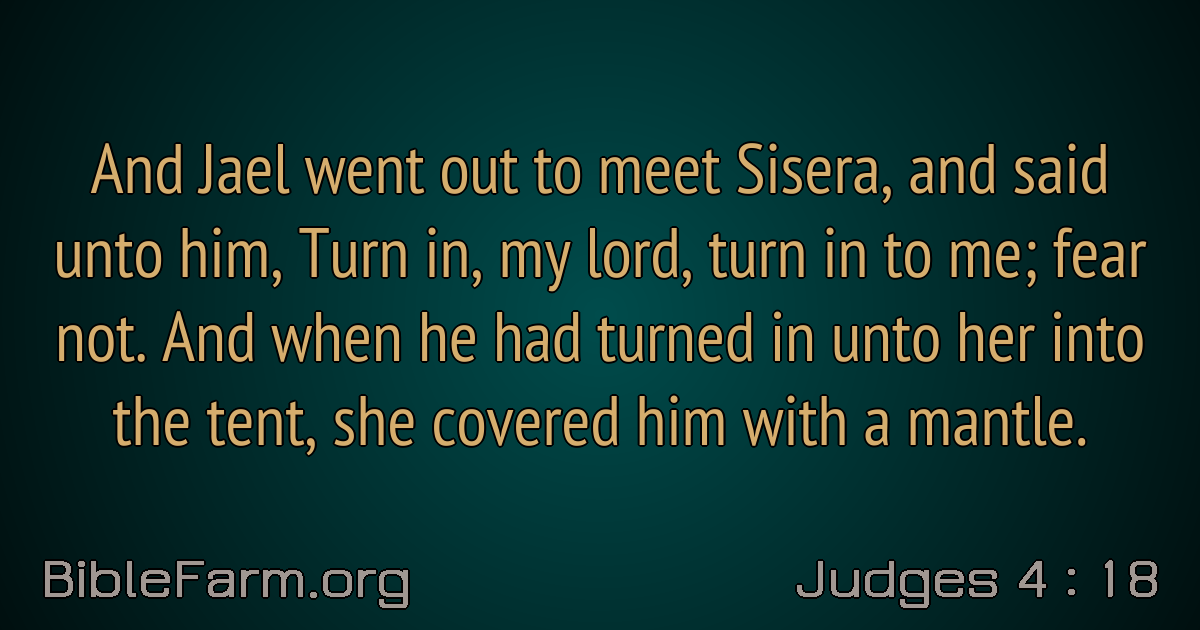 And Jael went out to meet Sisera, and said
unto him, Turn in, my lord, turn in to me; fear
not. And when he had turned in unto her into
the tent, she covered him with a mantle.
BibleFarm.org
Judges 4 : 18